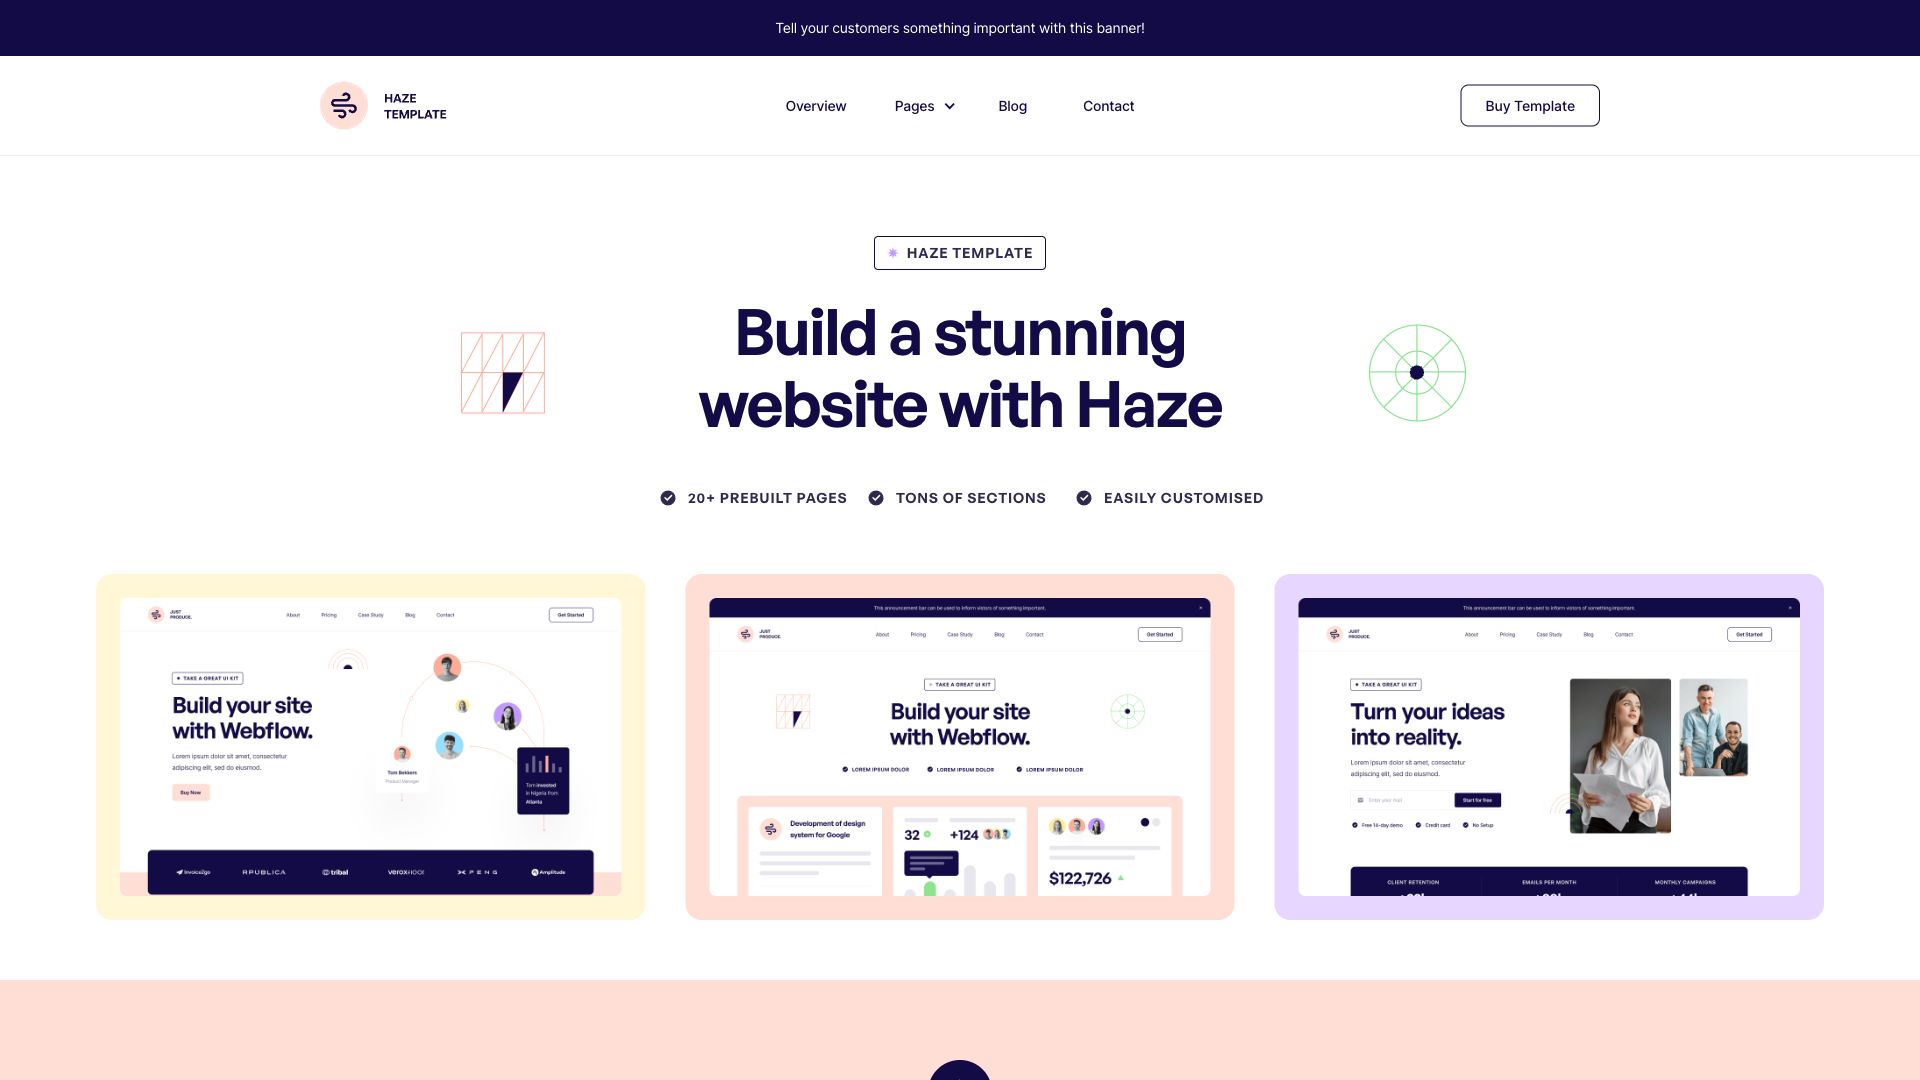 Tell your customers something important with this banner!
HAZE
TEMPLATE
Overview
Pages
Blog
Contact
Buy Template
HAZE TEMPLATE
Build a stunning
website with Haze
20+ PREBUILT PAGES
TONS OF SECTIONS
EASILY CUSTOMISED
JUST
PRODUCE.
About
Pricing
Case Study
Blog
Contact
Get Started
TAKE A GREAT UI KIT
Build your site
with Webflow.
Lorem ipsum dolor sit amet, consectetur
adipiscing elit, sed do eiusmod.
Buy Now
Tom Bekkers
Product Manager
Tom invested
in Nigeria from
Atlanta
Invoice2go
RPUBLICA
tribal
XPENG
Amplitude
This announcement bar can be used to inform vistors of something important.
JUST
PRODUCE.
About
Pricing
Case Study
Blog
Contact
Get Started
TAKE A GREAT UI KIT
Build your site
with Webflow.
LOREM IPSUM DOLOR
LOREM IPSUM DOLOR
LOREM IPSUM DOLOR
Development of design
system for Google
32
+124
$122,726
This announcement bar can be used to inform vistors of something important.
JUST
PRODUCE.
About
Pricing
Case Study
Blog
Contact
Get Started
TAKE A GREAT UI KIT
Turn your ideas
into reality.
Lorem ipsum dolor sit amet, consectetur
adipiscing elit, sed do eiusmod.
Enter your mail
Start for free
Free 14-day demo
Credit card
No Setup
CLIENT RETENTION
EMAILS PER MONTH
MONTHLY CAMPAIGNS